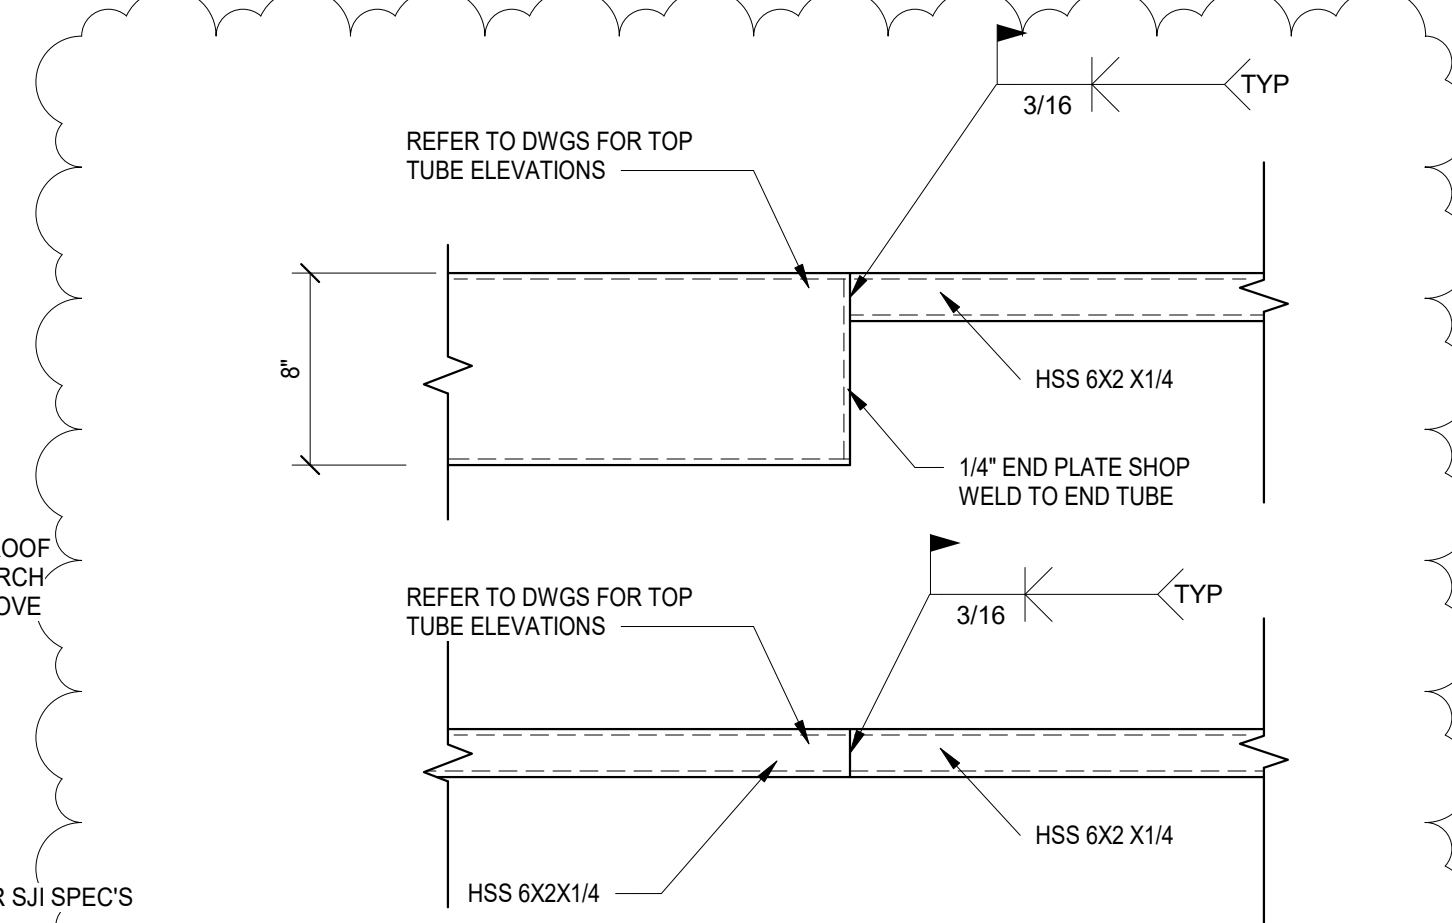 3/16
TYP
REFER TO DWGS FOR TOP
TUBE ELEVATIONS
8"
HSS 6X2 X1/4
1/4" END PLATE SHOP
WELD TO END TUBE
OVE
REFER TO DWGS FOR TOP
TUBE ELEVATIONS
3/16
TYP
HSS 6X2 X1/4
HSS 6X2X1/4
SJI SPEC'S